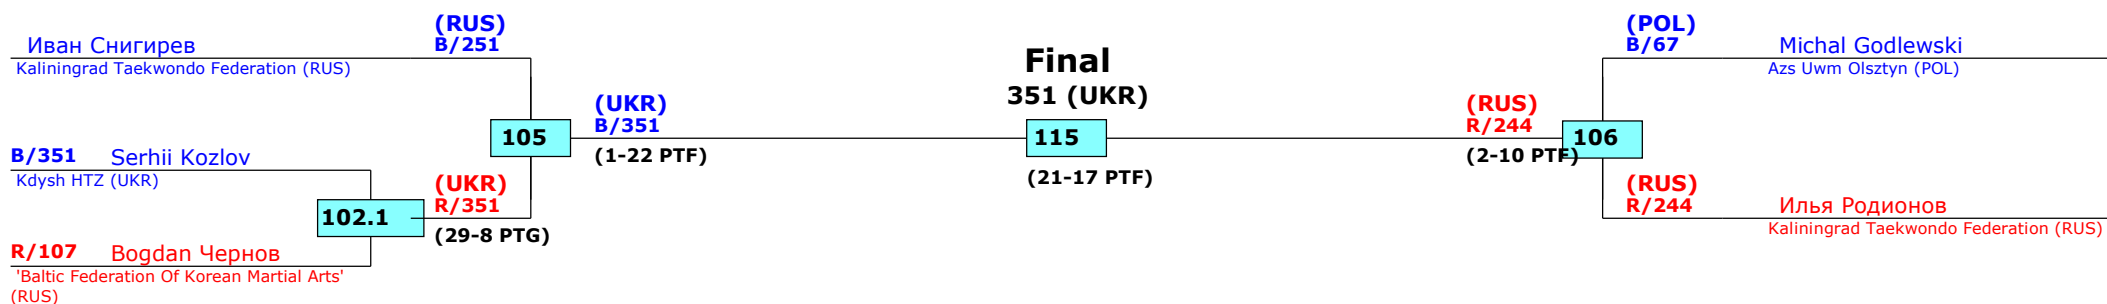 (RUS)
B/251
Иван Снигирев
Kaliningrad Taekwondo Federation (RUS)
B/351 Serhii Kozlov
Kdysh HTZ (UKR)
R/107 Bogdan Чернов
'Baltic Federation Of Korean Martial Arts'
(RUS)
102.1
(UKR)
R/351
(29-8 PTG)
105
(UKR)
B/351
(1-22 PTF)
Final
351 (UKR)
115
(21-17 PTF)
(RUS)
R/244
(2-10 PTF)
106
(POL)
B/67
Michal Godlewski
Azs Uwm Olsztyn (POL)
(RUS)
R/244
Илья Родионов
Kaliningrad Taekwondo Federation (RUS)